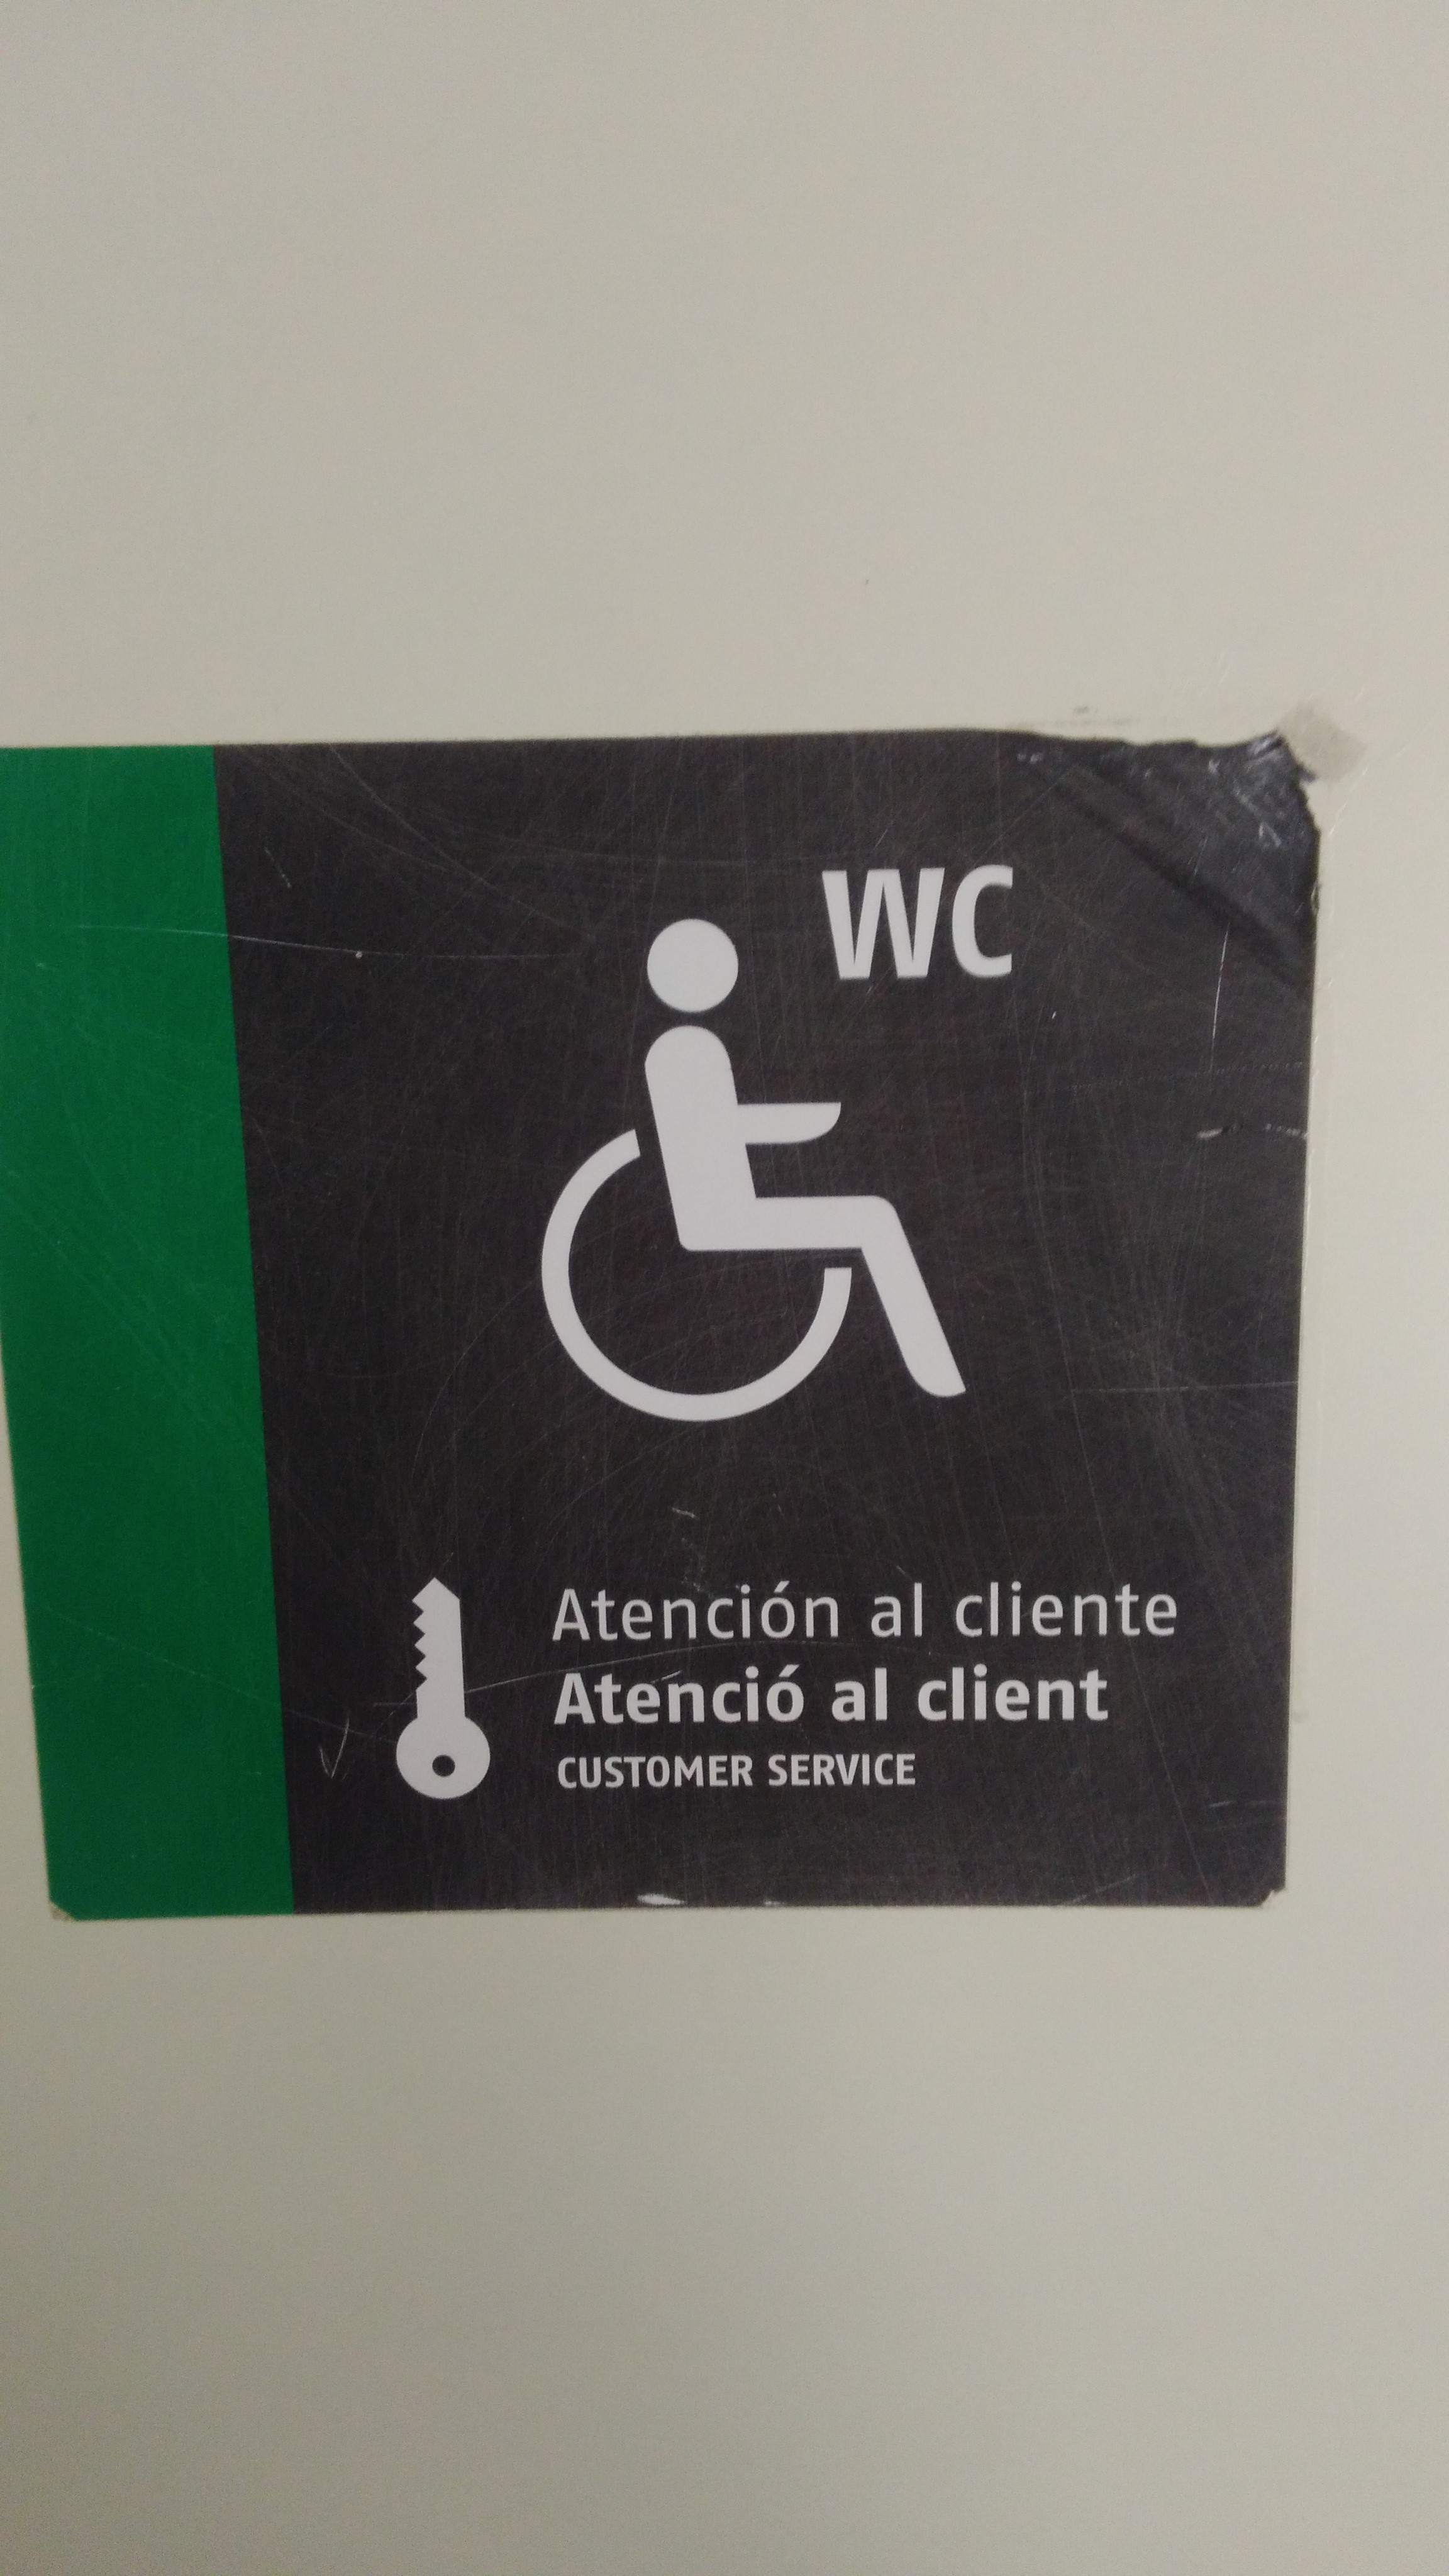 WC
Atención al cliente
Atenció al client
CUSTOMER SERVICE